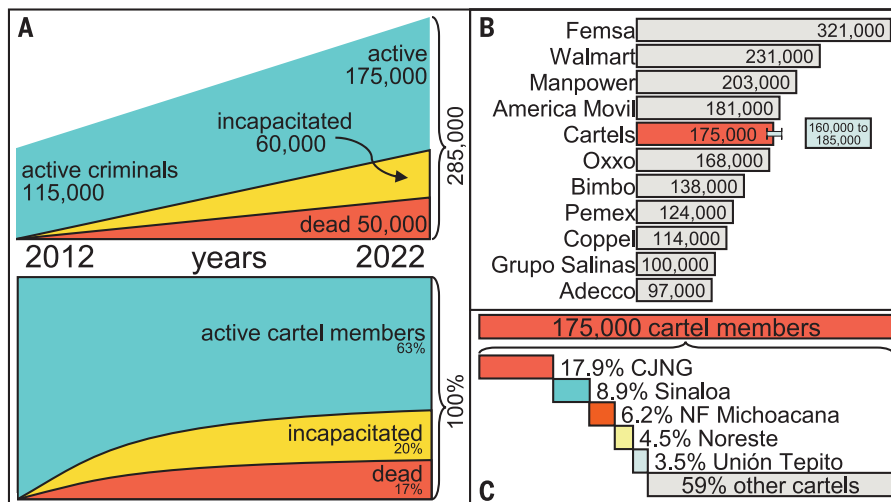 A
active
175,000
incapacitated
60,000
active criminals
115,000
dead 50,000
285,000
2012 years 2022
active cartel members
63%
incapacitated
20%
dead
17%
100%
B
Femsa 321,000
Walmart 231,000
Manpower 203,000
America Movil 181,000
Cartels 175,000
160,000 to
185,000
Oxxo 168,000
Bimbo 138,000
Pemex 124,000
Coppel 114,000
Grupo Salinas 100,000
Adecco 97,000
175,000 cartel members
17.9% CJNG
8.9% Sinaloa
6.2% NF Michoacana
4.5% Noreste
3.5% Unión Tepito
59% other cartels
C